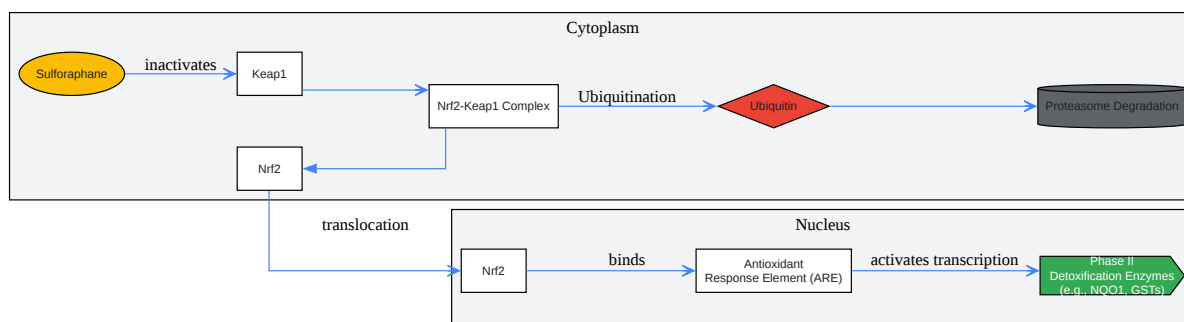 Cytoplasm
Sulforaphane
inactivates
Keap1
Nrf2-Keap1 Complex
Ubiquitination
Ubiquitin
Proteasome Degradation
Nrf2
translocation
Nucleus
Nrf2
binds
Antioxidant
Response Element (ARE)
activates transcription
Phase II
Detoxification Enzymes
(e.g., NQO1, GSTs)